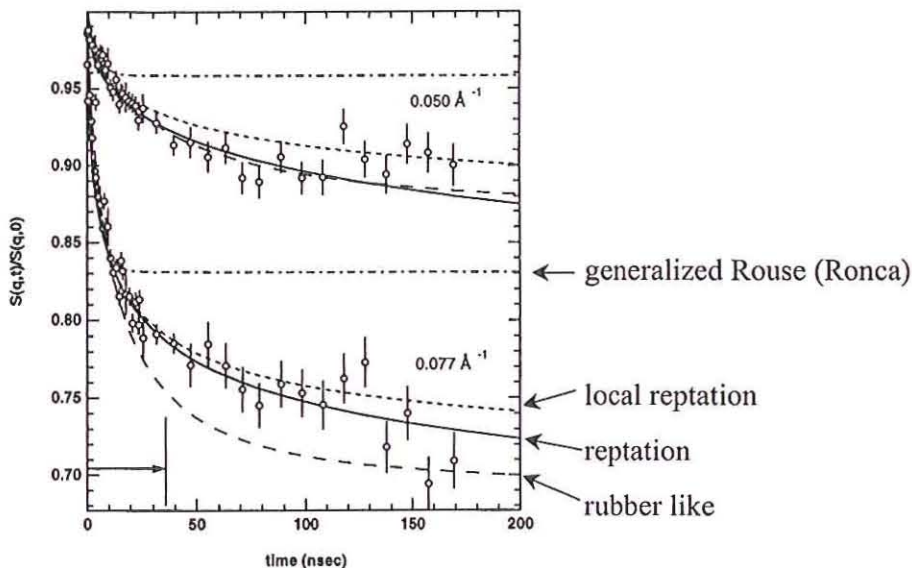 0.95
0.90
0.85
0.80
0.75
0.70
S(q,t)/S(q,0)
0.050 Å⁻¹
0.077 Å⁻¹
generalized Rouse (Ronca)
local reptation
reptation
rubber like
0
50
100
150
200
time (nsec)